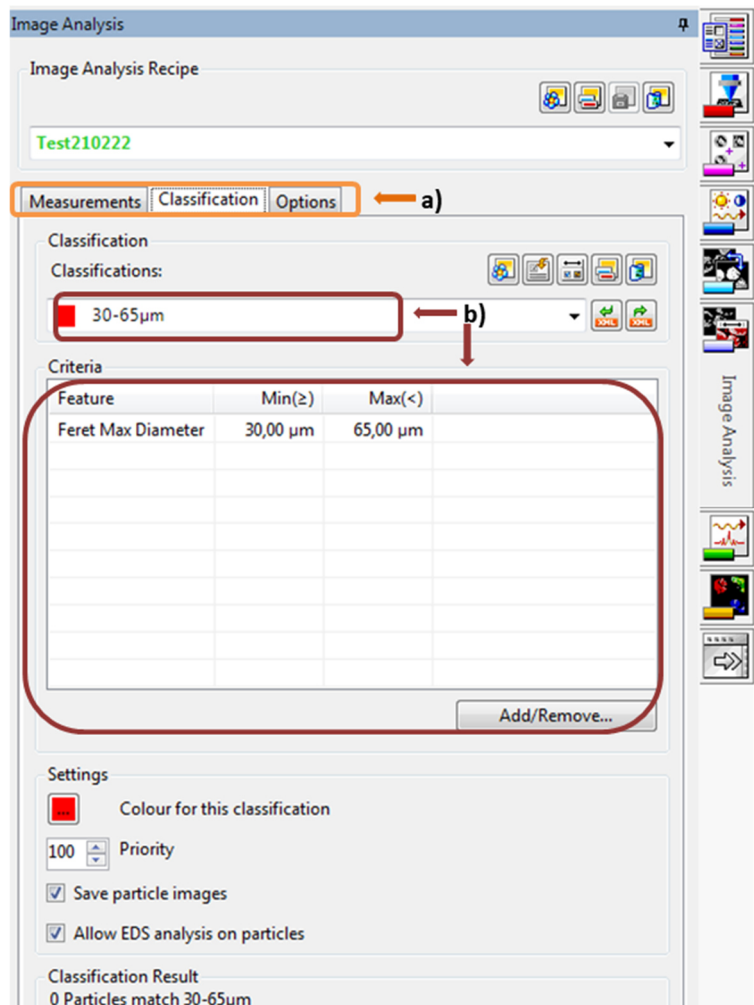 Image Analysis
Image Analysis Recipe
Test210222
Measurements Classification Options a)
Classification
Classifications:
30-65µm b)
XML XML
Criteria
Feature Min(≥) Max(<)
Feret Max Diameter 30,00 µm 65,00 µm
Add/Remove...
Settings
... Colour for this classification
100 Priority
Save particle images
Allow EDS analysis on particles
Classification Result
0 Particles match 30-65µm
Image Analysis